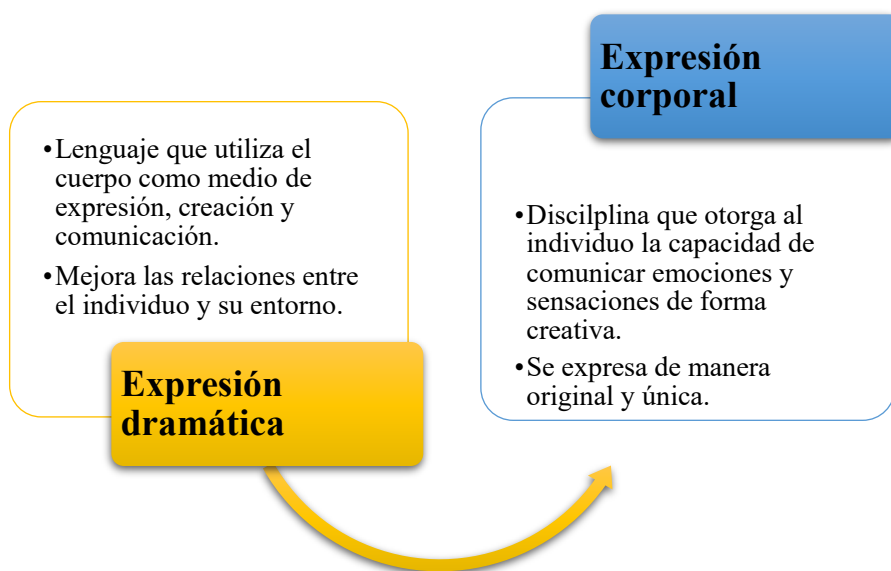 •Lenguaje que utiliza el
cuerpo como medio de
expresión, creación y
comunicación.
•Mejora las relaciones entre
el individuo y su entorno.
Expresión
dramática
Expresión
corporal
•Discilplina que otorga al
individuo la capacidad de
comunicar emociones y
sensaciones de forma
creativa.
•Se expresa de manera
original y única.